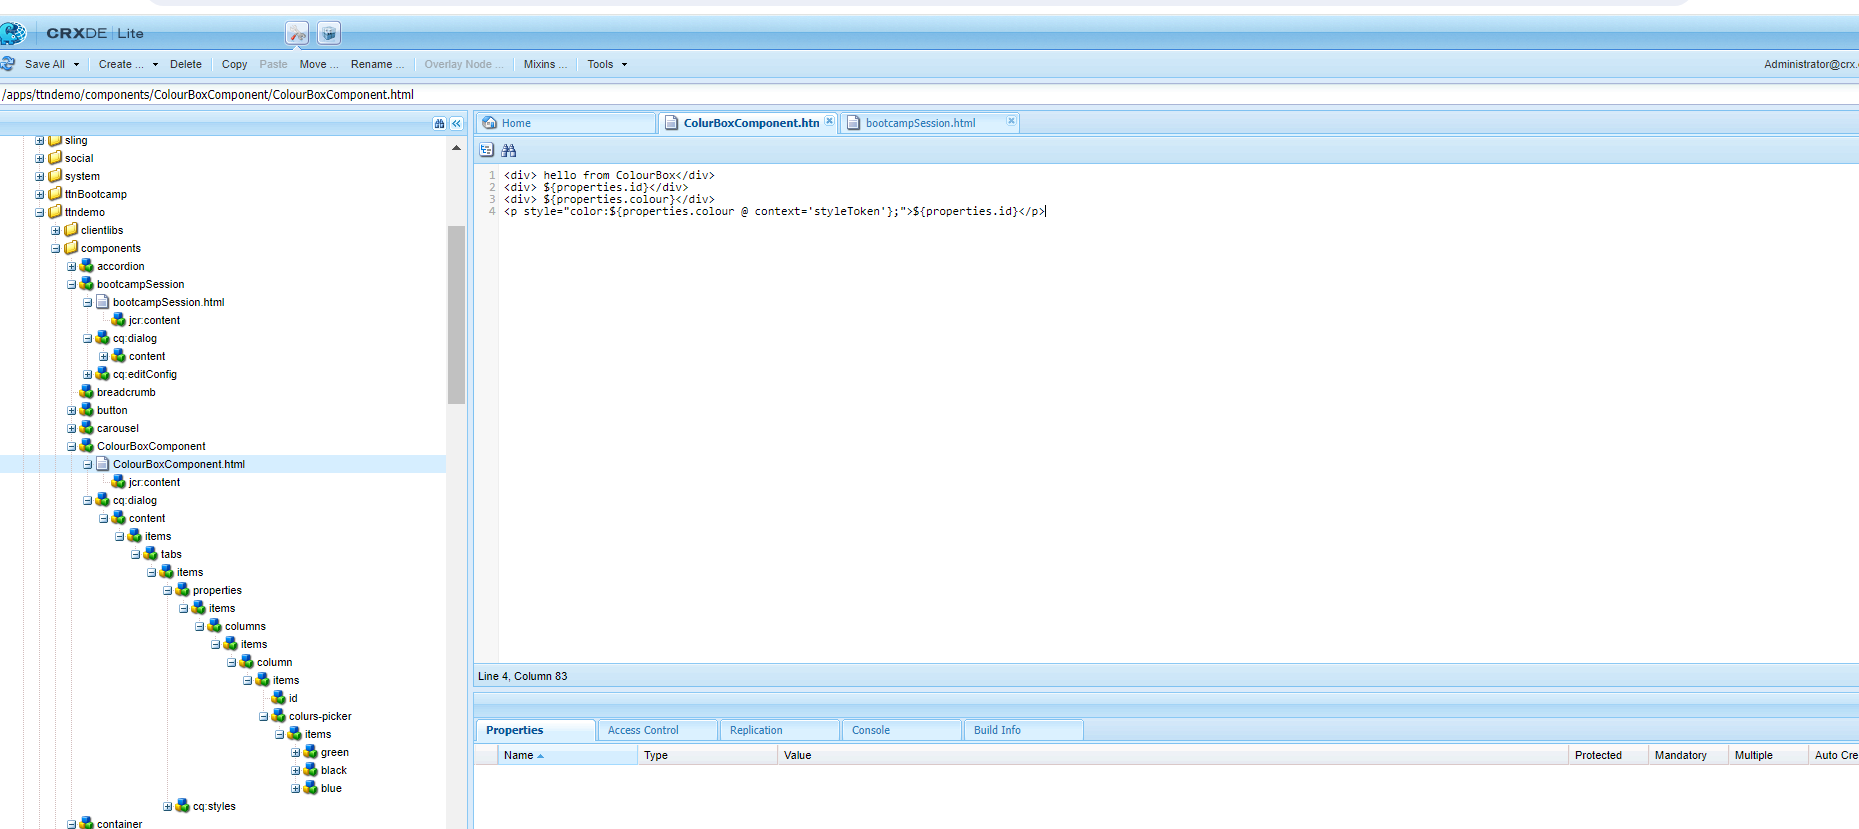 CRXDE | Lite
Save All Create ... Delete Copy Paste Move ... Rename ... Overlay Node ... Mixins ... Tools Administrator@crx.
/apps/ttndemo/components/ColourBoxComponent/ColourBoxComponent.html
sling
social
system
ttnBootcamp
ttndemo
clientlibs
components
accordion
bootcampSession
bootcampSession.html
jcr:content
cq:dialog
content
cq:editConfig
breadcrumb
button
carousel
ColourBoxComponent
ColourBoxComponent.html
jcr:content
cq:dialog
content
items
tabs
items
properties
items
columns
items
column
items
id
colurs-picker
items
green
black
blue
cq:styles
container
Home ColurBoxComponent.htn bootcampSession.html
1 <div> hello from ColourBox</div>
2 <div> ${properties.id}</div>
3 <div> ${properties.colour}</div>
4 <p style="color:${properties.colour @ context='styleToken'};">${properties.id}</p>
Line 4, Column 83
Properties Access Control Replication Console Build Info
Name Type Value Protected Mandatory Multiple Auto Cre